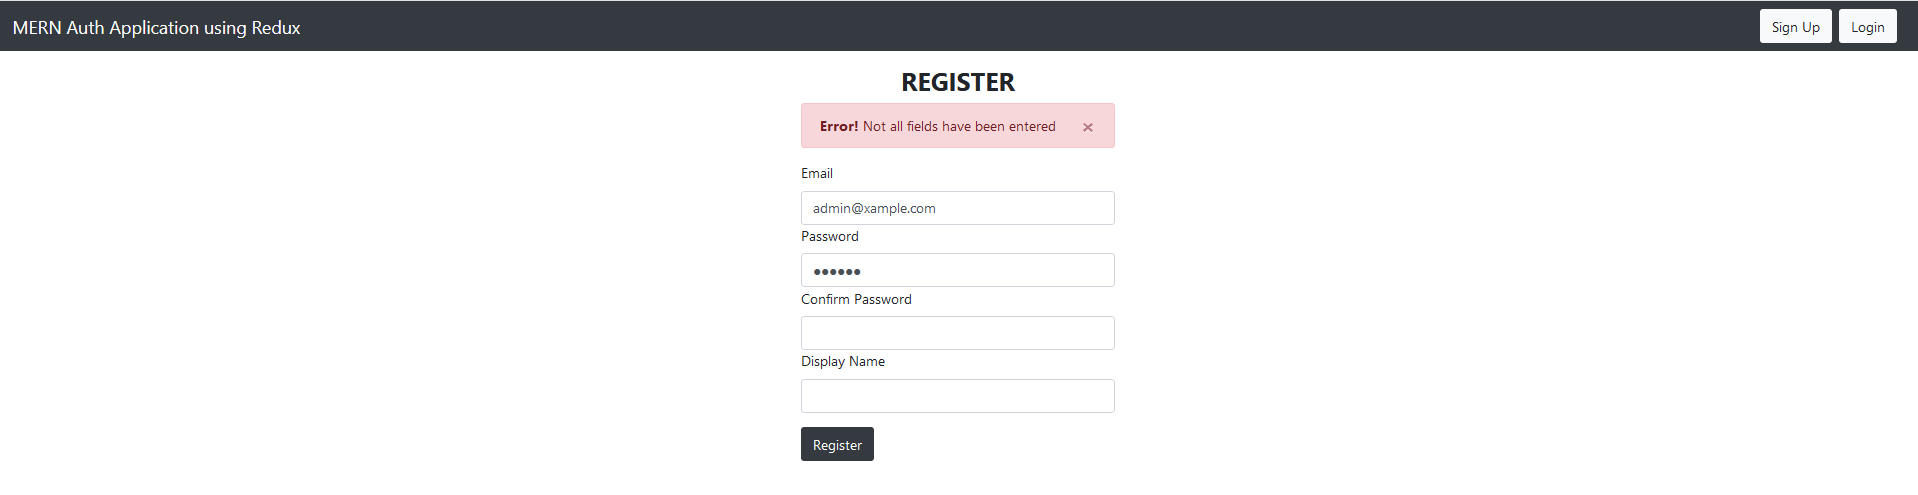 MERN Auth Application using Redux
Sign Up
Login
REGISTER
Error! Not all fields have been entered ×
Email
admin@xample.com
Password
••••••
Confirm Password
Display Name
Register